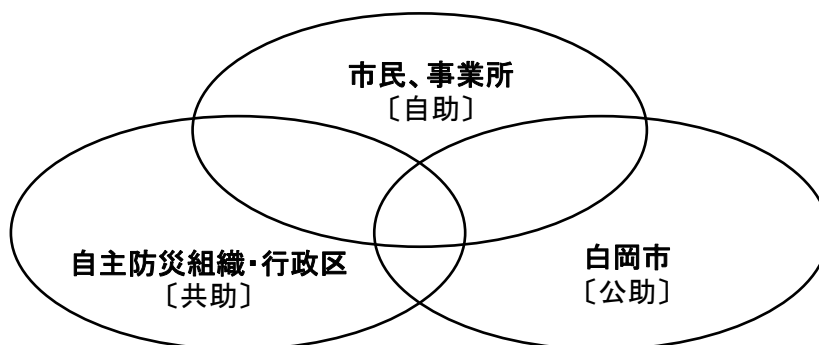 市民、事業所
〔自助〕
自主防災組織・行政区
〔共助〕
白岡市
〔公助〕